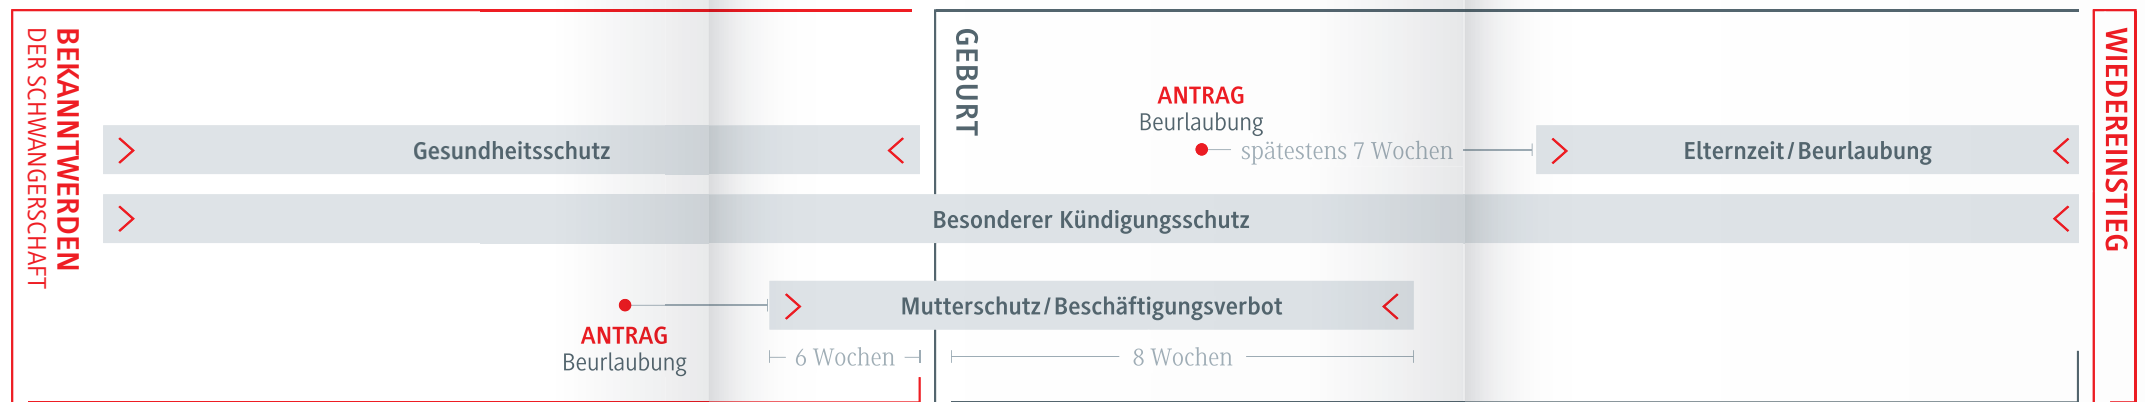 BEKANNTWERDEN
DER SCHWANGERSCHAFT
GEBURT
WIEDEREINSTIEG
ANTRAG
Beurlaubung
spätestens 7 Wochen
Gesundheitsschutz
Elternzeit/Beurlaubung
Besonderer Kündigungsschutz
Mutterschutz/Beschäftigungsverbot
ANTRAG
Beurlaubung
6 Wochen
8 Wochen